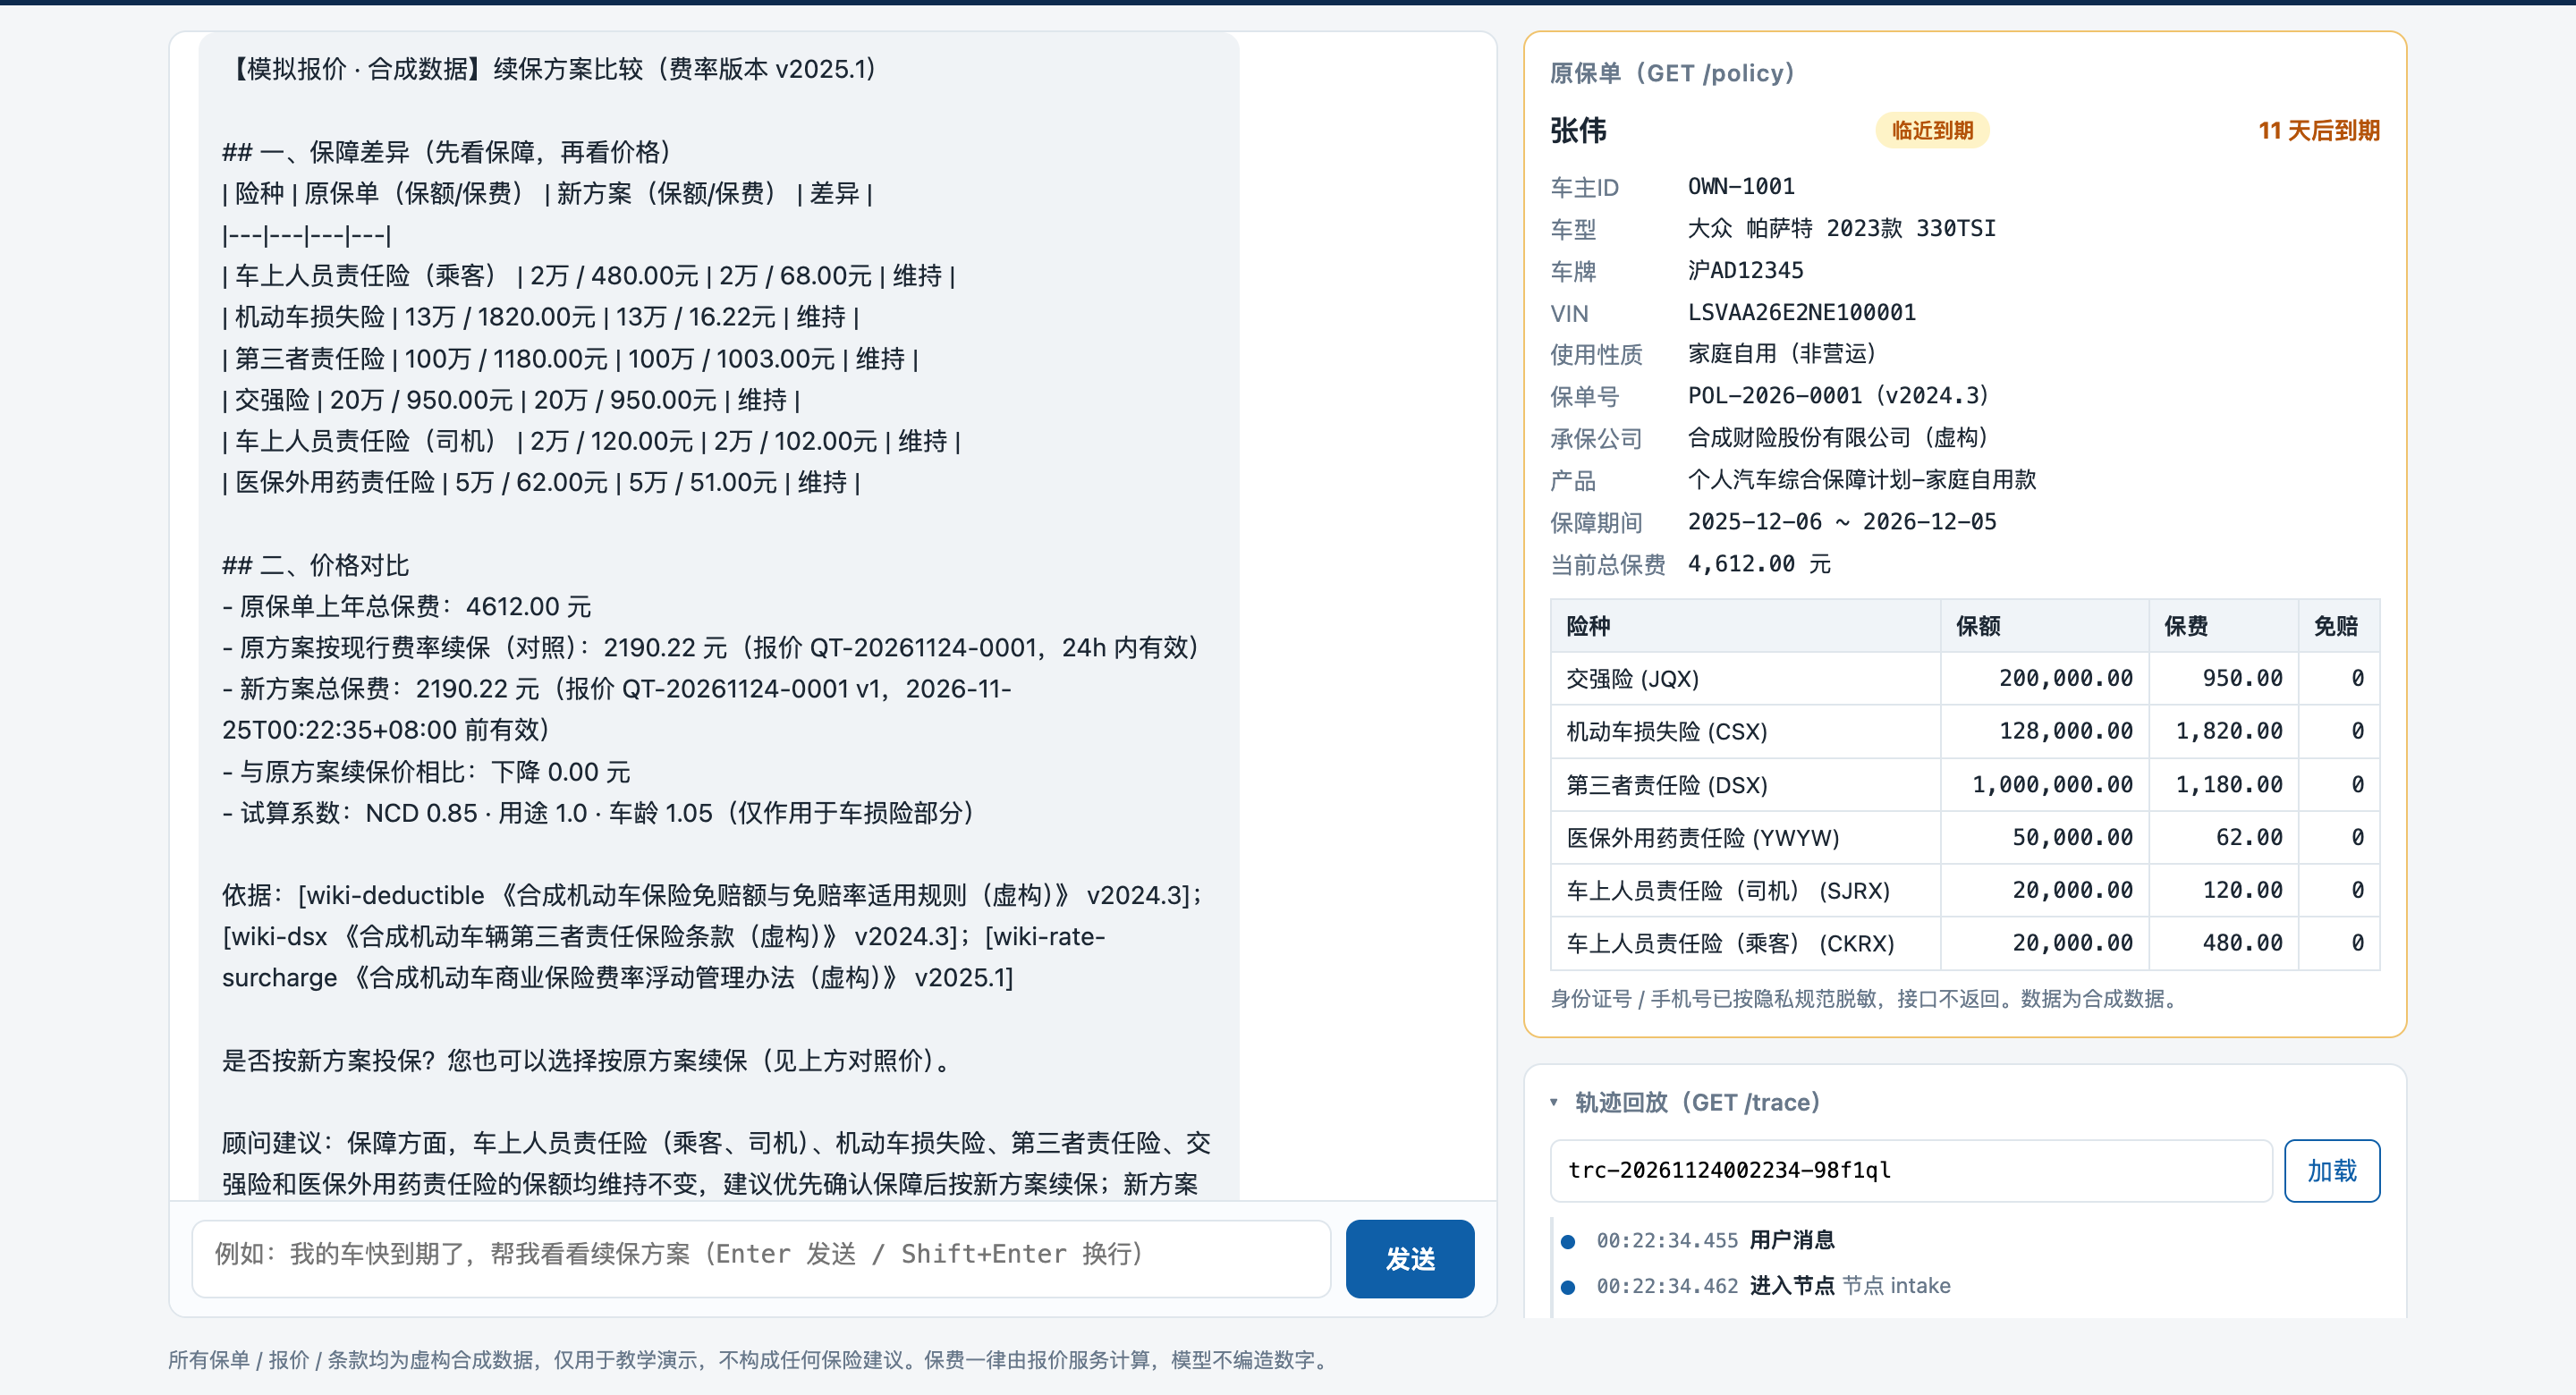 【模拟报价 · 合成数据】续保方案比较（费率版本 v2025.1）
## 一、保障差异（先看保障，再看价格）
| 险种 | 原保单（保额/保费） | 新方案（保额/保费） | 差异 |
|---|---|---|---|
| 车上人员责任险（乘客） | 2万 / 480.00元 | 2万 / 68.00元 | 维持 |
| 机动车损失险 | 13万 / 1820.00元 | 13万 / 16.22元 | 维持 |
| 第三者责任险 | 100万 / 1180.00元 | 100万 / 1003.00元 | 维持 |
| 交强险 | 20万 / 950.00元 | 20万 / 950.00元 | 维持 |
| 车上人员责任险（司机） | 2万 / 120.00元 | 2万 / 102.00元 | 维持 |
| 医保外用药责任险 | 5万 / 62.00元 | 5万 / 51.00元 | 维持 |
## 二、价格对比
- 原保单上年总保费：4612.00 元
- 原方案按现行费率续保（对照）：2190.22 元（报价 QT-20261124-0001，24h 内有效）
- 新方案总保费：2190.22 元（报价 QT-20261124-0001 v1，2026-11-
25T00:22:35+08:00 前有效）
- 与原方案续保价相比：下降 0.00 元
- 试算系数：NCD 0.85 · 用途 1.0 · 车龄 1.05（仅作用于车损险部分）
依据：[wiki-deductible 《合成机动车保险免赔额与免赔率适用规则（虚构）》 v2024.3]；
[wiki-dsx 《合成机动车辆第三者责任保险条款（虚构）》 v2024.3]；[wiki-rate-
surcharge 《合成机动车商业保险费率浮动管理办法（虚构）》 v2025.1]
是否按新方案投保？您也可以选择按原方案续保（见上方对照价）。
顾问建议：保障方面，车上人员责任险（乘客、司机）、机动车损失险、第三者责任险、交
强险和医保外用药责任险的保额均维持不变，建议优先确认保障后按新方案续保；新方案
例如：我的车快到期了，帮我看看续保方案（Enter 发送 / Shift+Enter 换行）
发送
原保单（GET /policy）
张伟 临近到期 11 天后到期
车主ID OWN-1001
车型 大众 帕萨特 2023款 330TSI
车牌 沪AD12345
VIN LSVAA26E2NE100001
使用性质 家庭自用（非营运）
保单号 POL-2026-0001（v2024.3）
承保公司 合成财险股份有限公司（虚构）
产品 个人汽车综合保障计划-家庭自用款
保障期间 2025-12-06 ~ 2026-12-05
当前总保费 4,612.00 元
险种 保额 保费 免赔
交强险 (JQX) 200,000.00 950.00 0
机动车损失险 (CSX) 128,000.00 1,820.00 0
第三者责任险 (DSX) 1,000,000.00 1,180.00 0
医保外用药责任险 (YWYW) 50,000.00 62.00 0
车上人员责任险（司机） (SJRX) 20,000.00 120.00 0
车上人员责任险（乘客） (CKRX) 20,000.00 480.00 0
身份证号 / 手机号已按隐私规范脱敏，接口不返回。数据为合成数据。
▼ 轨迹回放（GET /trace）
trc-20261124002234-98f1ql 加载
00:22:34.455 用户消息
00:22:34.462 进入节点 节点 intake
所有保单 / 报价 / 条款均为虚构合成数据，仅用于教学演示，不构成任何保险建议。保费一律由报价服务计算，模型不编造数字。